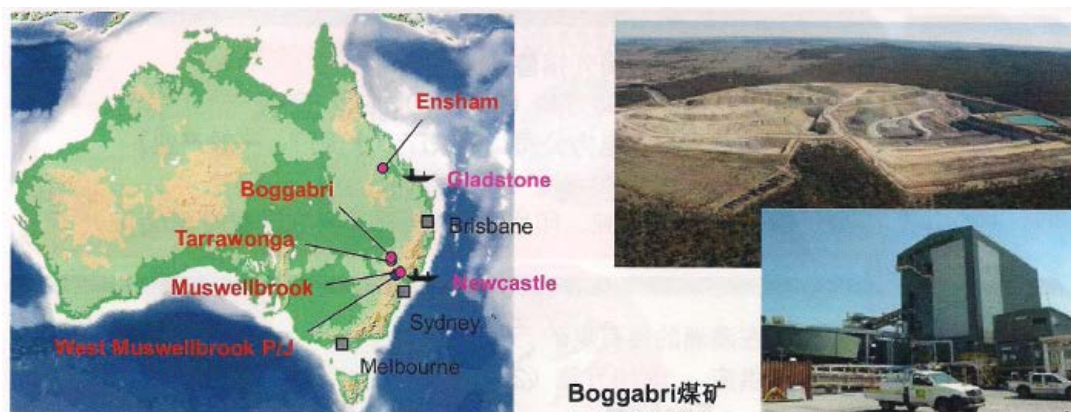 Ensham
Gladstone
Boggabri
Brisbane
Tarrawonga
Muswellbrook
Newcastle
Sydney
West Muswellbrook P/J
Melbourne
Boggabri煤矿